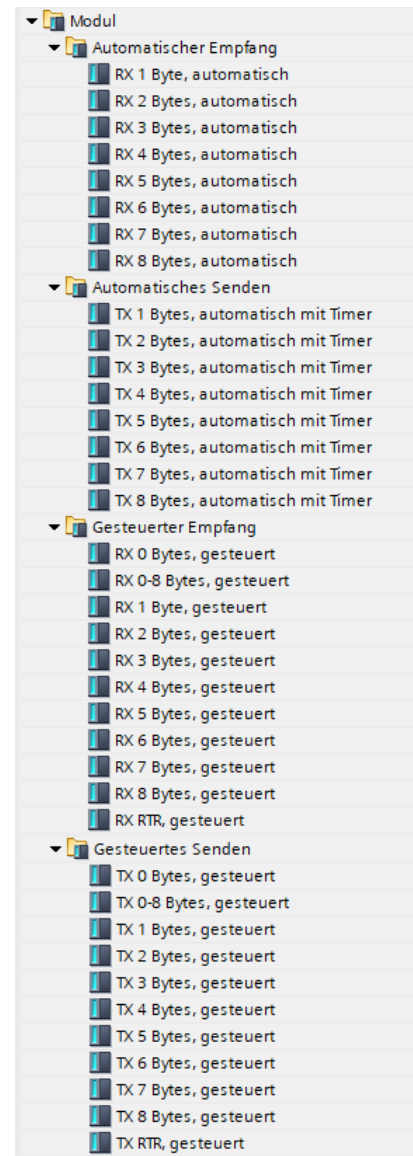 Modul
Automatischer Empfang
RX 1 Byte, automatisch
RX 2 Bytes, automatisch
RX 3 Bytes, automatisch
RX 4 Bytes, automatisch
RX 5 Bytes, automatisch
RX 6 Bytes, automatisch
RX 7 Bytes, automatisch
RX 8 Bytes, automatisch
Automatisches Senden
TX 1 Bytes, automatisch mit Timer
TX 2 Bytes, automatisch mit Timer
TX 3 Bytes, automatisch mit Timer
TX 4 Bytes, automatisch mit Timer
TX 5 Bytes, automatisch mit Timer
TX 6 Bytes, automatisch mit Timer
TX 7 Bytes, automatisch mit Timer
TX 8 Bytes, automatisch mit Timer
Gesteuerter Empfang
RX 0 Bytes, gesteuert
RX 0-8 Bytes, gesteuert
RX 1 Byte, gesteuert
RX 2 Bytes, gesteuert
RX 3 Bytes, gesteuert
RX 4 Bytes, gesteuert
RX 5 Bytes, gesteuert
RX 6 Bytes, gesteuert
RX 7 Bytes, gesteuert
RX 8 Bytes, gesteuert
RX RTR, gesteuert
Gesteuertes Senden
TX 0 Bytes, gesteuert
TX 0-8 Bytes, gesteuert
TX 1 Bytes, gesteuert
TX 2 Bytes, gesteuert
TX 3 Bytes, gesteuert
TX 4 Bytes, gesteuert
TX 5 Bytes, gesteuert
TX 6 Bytes, gesteuert
TX 7 Bytes, gesteuert
TX 8 Bytes, gesteuert
TX RTR, gesteuert